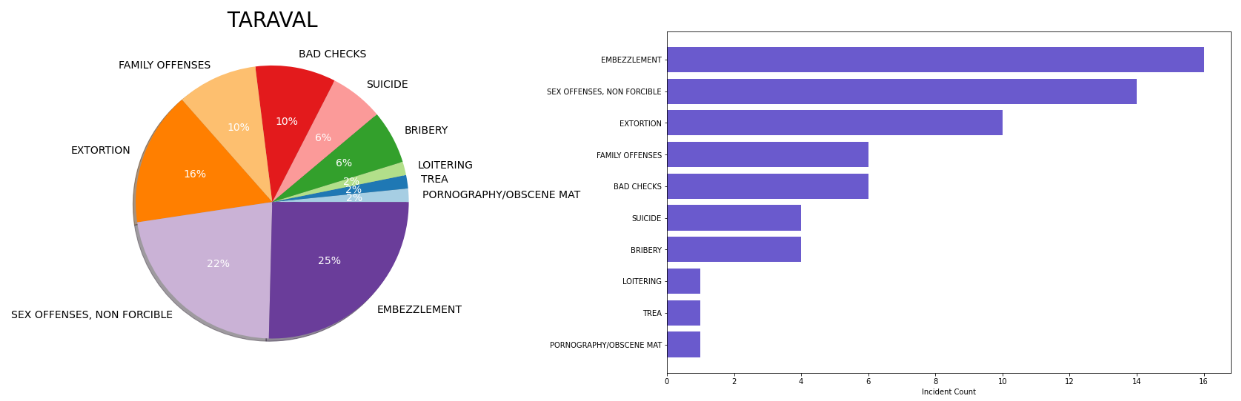 TARAVAL
BAD CHECKS
FAMILY OFFENSES
SUICIDE
10%
10%
6%
BRIBERY
EXTORTION
6%
LOITERING
16%
2%
TREA
2%
PORNOGRAPHY/OBSCENE MAT
2%
22%
25%
EMBEZZLEMENT
SEX OFFENSES, NON FORCIBLE
EMBEZZLEMENT
SEX OFFENSES, NON FORCIBLE
EXTORTION
FAMILY OFFENSES
BAD CHECKS
SUICIDE
BRIBERY
LOITERING
TREA
PORNOGRAPHY/OBSCENE MAT
0 2 4 6 8 10 12 14 16
Incident Count